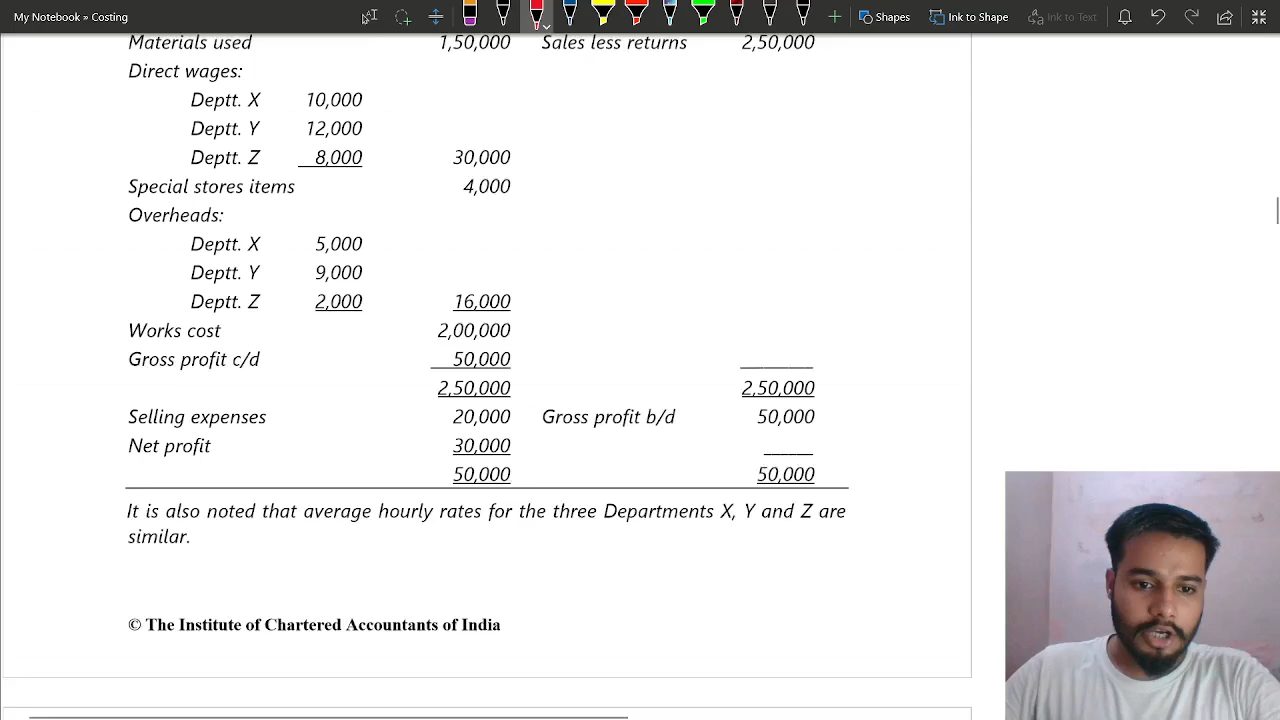 My Notebook » Costing
Shapes Ink to Shape Ink to Text
Materials used 1,50,000 Sales less returns 2,50,000
Direct wages:
Deptt. X 10,000
Deptt. Y 12,000
Deptt. Z 8,000 30,000
Special stores items 4,000
Overheads:
Deptt. X 5,000
Deptt. Y 9,000
Deptt. Z 2,000 16,000
Works cost 2,00,000
Gross profit c/d 50,000
2,50,000 2,50,000
Selling expenses 20,000 Gross profit b/d 50,000
Net profit 30,000
50,000 50,000
It is also noted that average hourly rates for the three Departments X, Y and Z are
similar.
© The Institute of Chartered Accountants of India